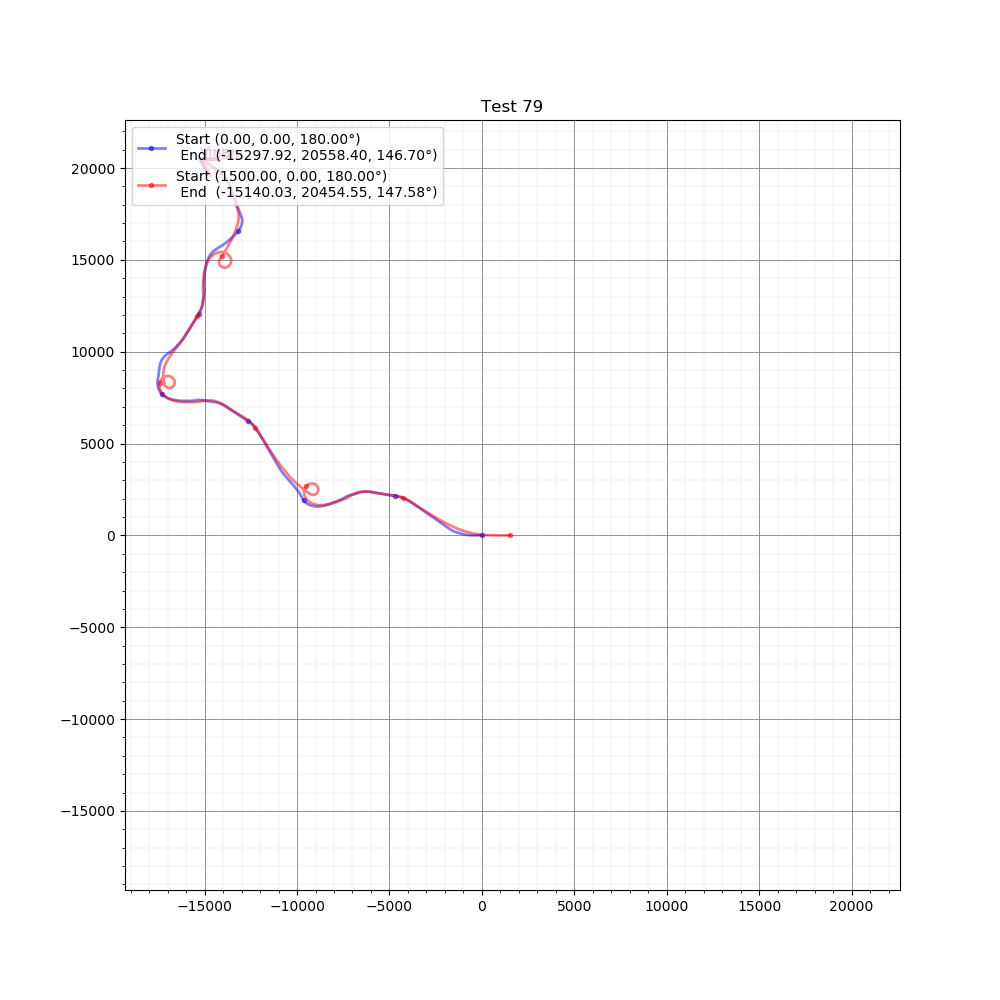 Test 79
Start (0.00, 0.00, 180.00°)
End (-15297.92, 20558.40, 146.70°)
Start (1500.00, 0.00, 180.00°)
End (-15140.03, 20454.55, 147.58°)
20000
15000
10000
5000
0
−5000
−10000
−15000
−15000 −10000 −5000 0 5000 10000 15000 20000